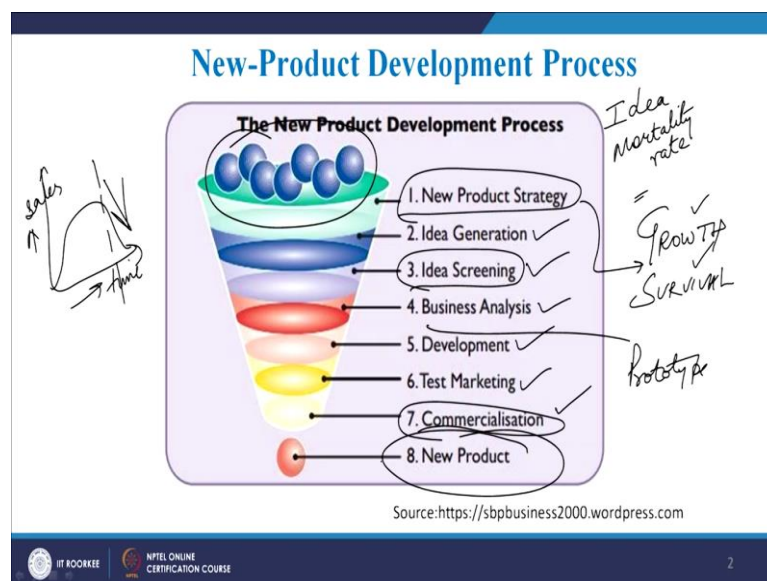 New-Product Development Process
The New Product Development Process
Idea
mortality
rate
sales
time
1. New Product Strategy
2. Idea Generation
3. Idea Screening
4. Business Analysis
5. Development
6. Test Marketing
7. Commercialisation
8. New Product
GROWTH
SURVIVAL
Prototype
Source:https://sbpbusiness2000.wordpress.com
IIT ROORKEE
NPTEL ONLINE
CERTIFICATION COURSE
2